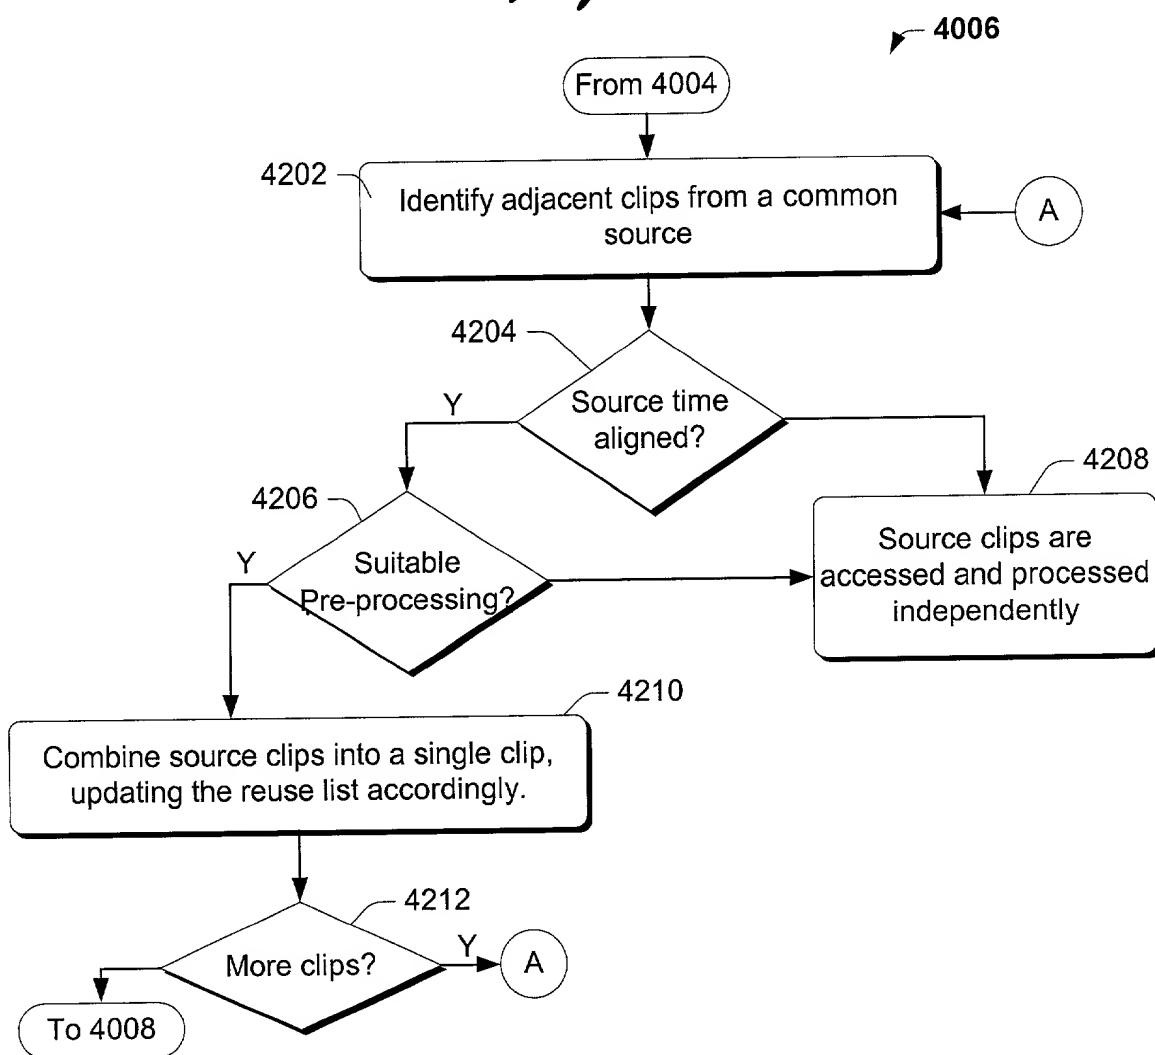 4006
From 4004
4202
Identify adjacent clips from a common
source
A
4204
Y
Source time
aligned?
4206
Y
Suitable
Pre-processing?
4208
Source clips are
accessed and processed
independently
4210
Combine source clips into a single clip,
updating the reuse list accordingly.
4212
More clips?
Y
A
To 4008